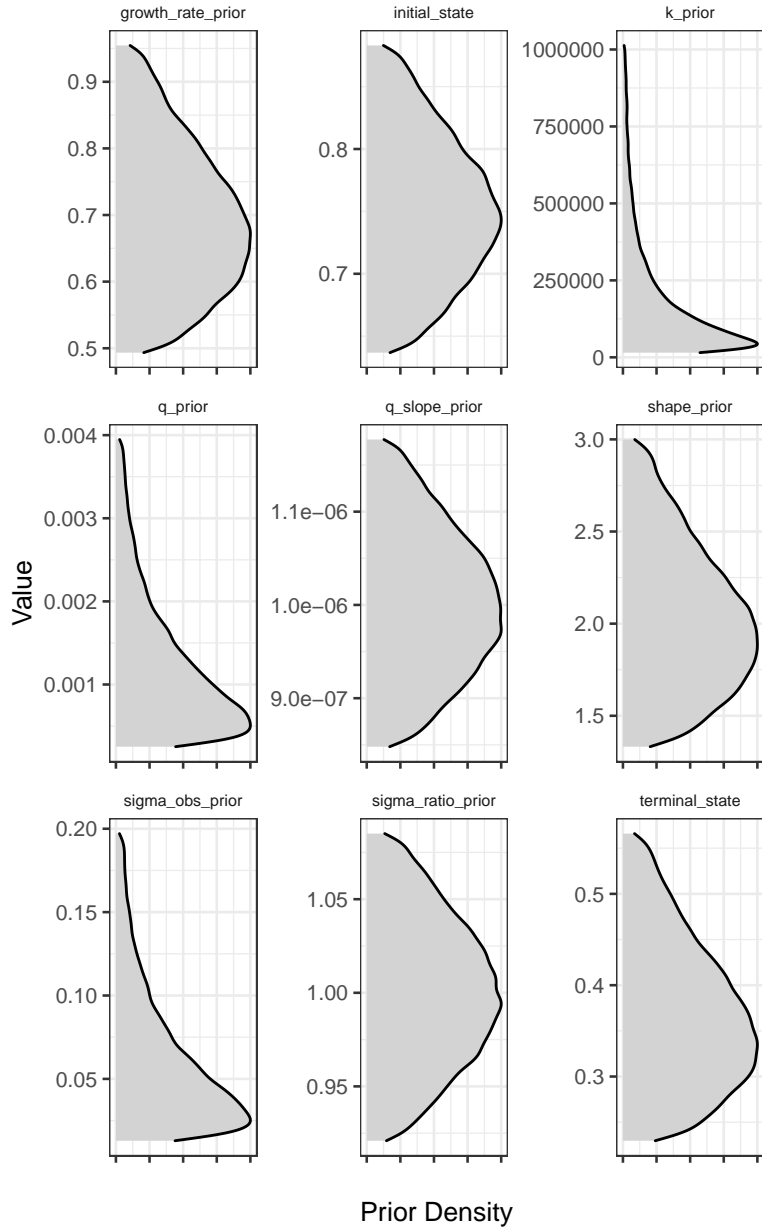 growth_rate_prior
initial_state
k_prior
0.9
0.8
0.7
0.6
0.5
0.8
0.7
1000000
750000
500000
250000
0
q_prior
q_slope_prior
shape_prior
0.004
0.003
0.002
0.001
1.1e-06
1.0e-06
9.0e-07
3.0
2.5
2.0
1.5
Value
sigma_obs_prior
sigma_ratio_prior
terminal_state
0.20
0.15
0.10
0.05
1.05
1.00
0.95
0.5
0.4
0.3
Prior Density